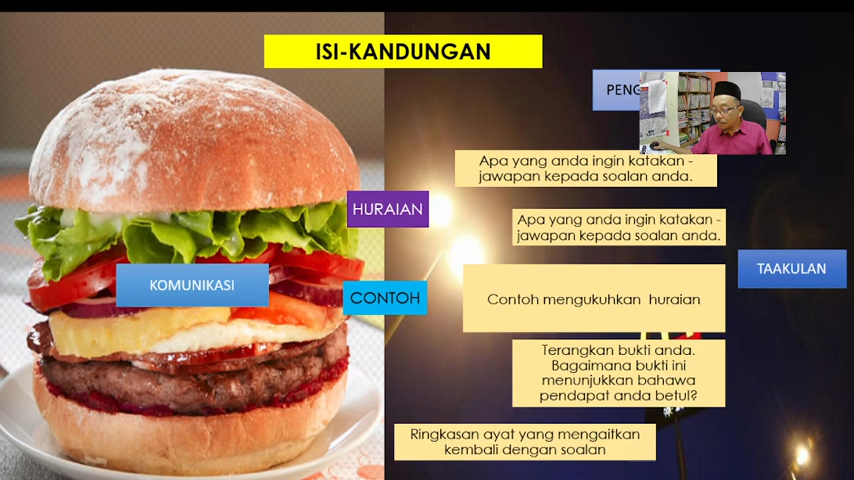 ISI-KANDUNGAN
Apa yang anda ingin katakan -
jawapan kepada soalan anda.
HURAIAN
Apa yang anda ingin katakan -
jawapan kepada soalan anda.
TAAKULAN
KOMUNIKASI
CONTOH
Contoh mengukuhkan huraian
Terangkan bukti anda.
Bagaimana bukti ini
menunjukkan bahawa
pendapat anda betul?
Ringkasan ayat yang mengaitkan
kembali dengan soalan